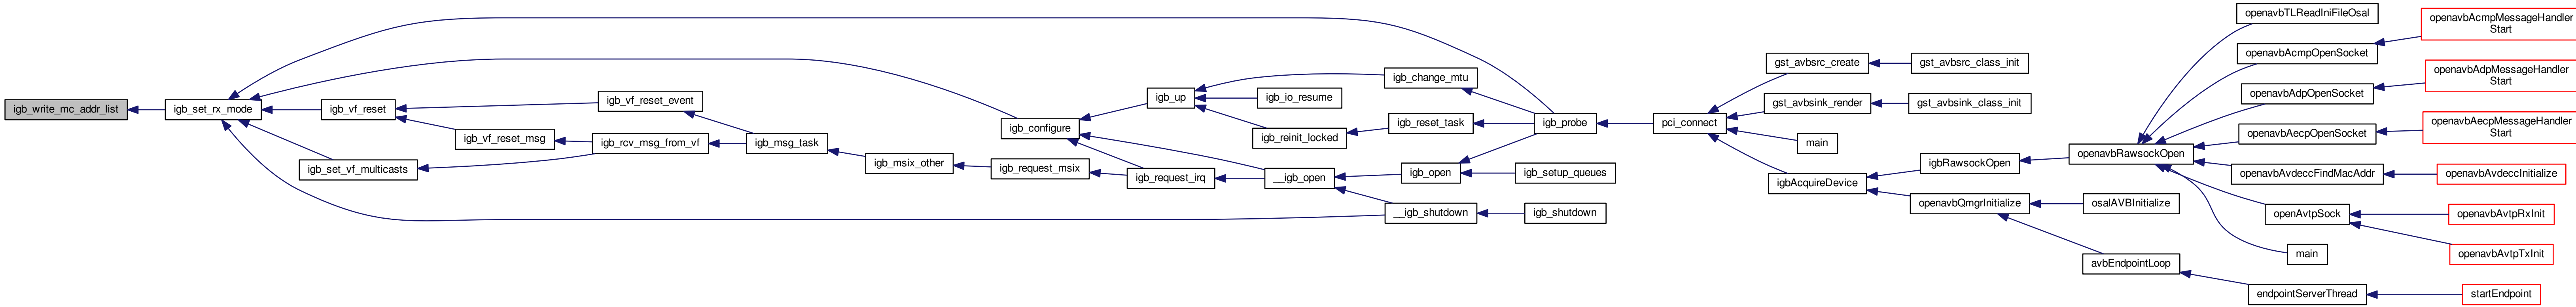 igb_write_mc_addr_list
igb_set_rx_mode
igb_vf_reset
igb_set_vf_multicasts
igb_vf_reset_msg
igb_vf_reset_event
igb_rcv_msg_from_vf
igb_msg_task
igb_msix_other
igb_request_msix
igb_configure
igb_up
igb_request_irq
igb_io_resume
igb_reinit_locked
__igb_open
igb_change_mtu
igb_reset_task
igb_open
__igb_shutdown
igb_probe
igb_setup_queues
igb_shutdown
pci_connect
gst_avbsrc_create
gst_avbsink_render
main
igbAcquireDevice
gst_avbsrc_class_init
gst_avbsink_class_init
igbRawsockOpen
openavbQmgrInitialize
openavbRawsockOpen
osalAVBInitialize
avbEndpointLoop
openavbTLReadIniFileOsal
openavbAcmpOpenSocket
openavbAdpOpenSocket
openavbAecpOpenSocket
openavbAvdeccFindMacAddr
openAvtpSock
main
endpointServerThread
openavbAcmpMessageHandler
Start
openavbAdpMessageHandler
Start
openavbAecpMessageHandler
Start
openavbAvdeccInitialize
openavbAvtpRxInit
openavbAvtpTxInit
startEndpoint